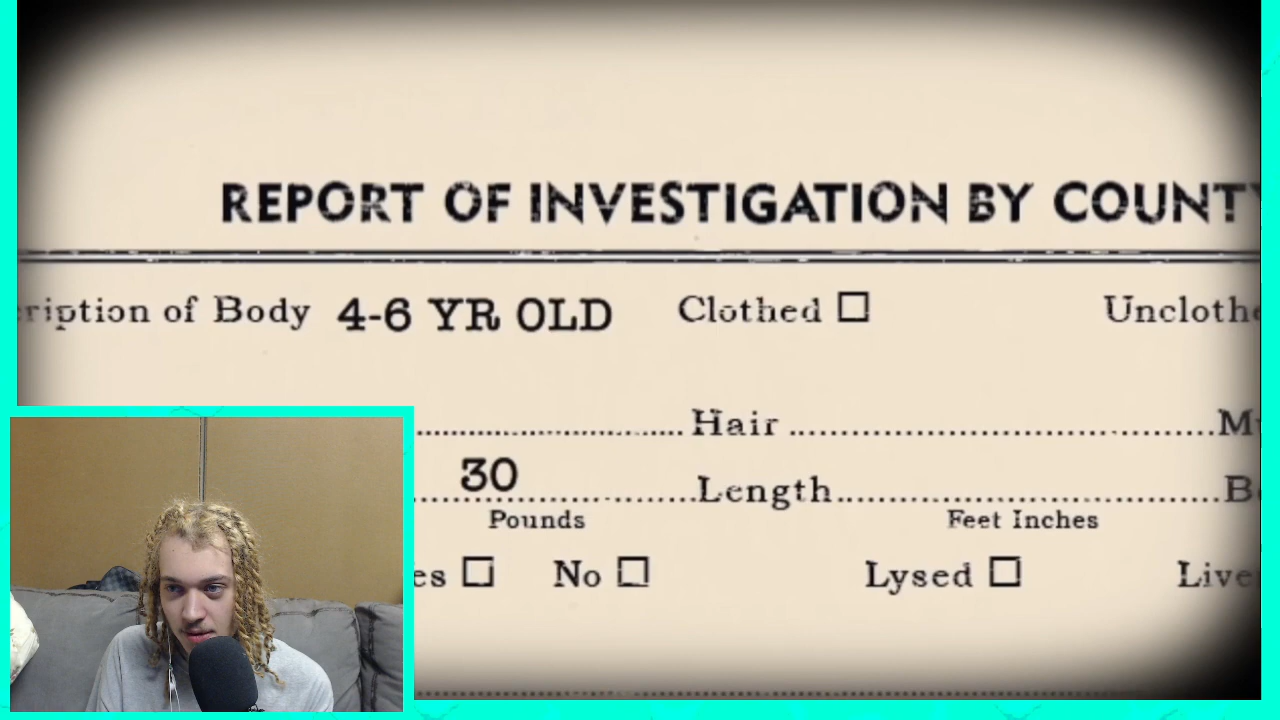 REPORT OF INVESTIGATION BY COUNTY
ription of Body 4-6 YR OLD Clothed ☐ Unclothe
Hair
30 Length
Pounds Feet Inches
es ☐ No ☐ Lysed ☐ Live